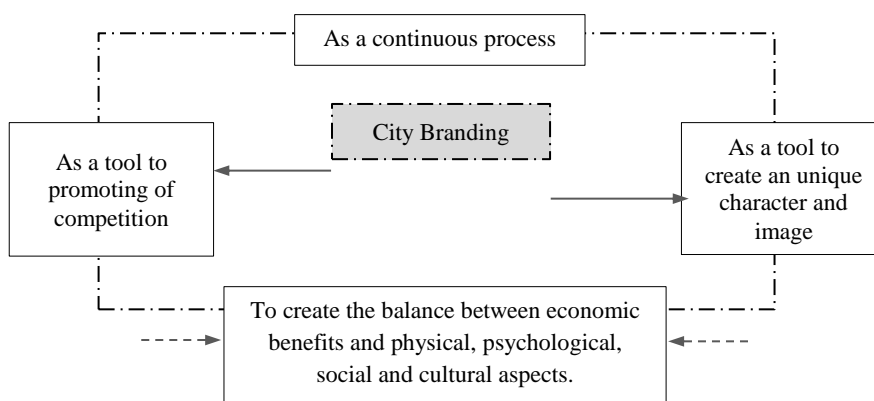 As a continuous process
City Branding
As a tool to
promoting of
competition
As a tool to
create an unique
character and
image
To create the balance between economic
benefits and physical, psychological,
social and cultural aspects.